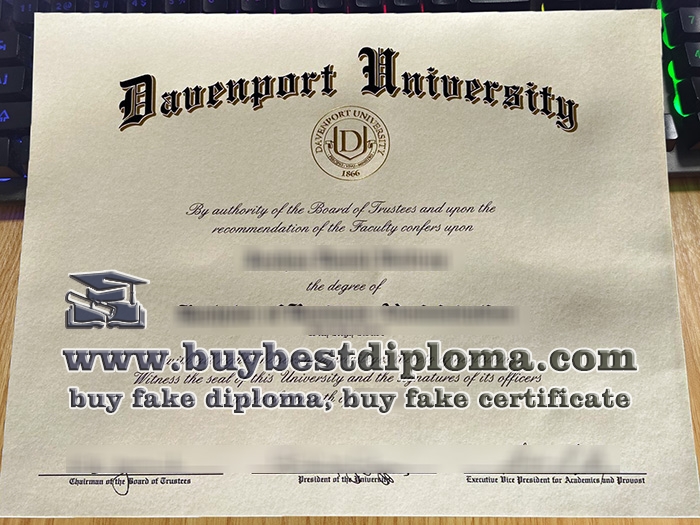 Davenport University
DAVENPORT UNIVERSITY
D
1866
By authority of the Board of Trustees and upon the
recommendation of the Faculty confers upon
the degree of
www.buybestdiploma.com
Witness the seal of this University and the signatures of its officers
buy fake diploma, buy fake certificate
Chairman of the Board of Trustees
President of the University
Executive Vice President for Academics and Provost